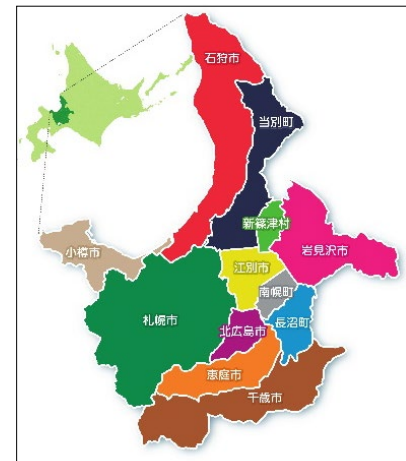 石狩市
当別町
新篠津村
岩見沢市
小樽市
江別市
南幌町
札幌市
北広島市
長沼町
恵庭市
千歳市